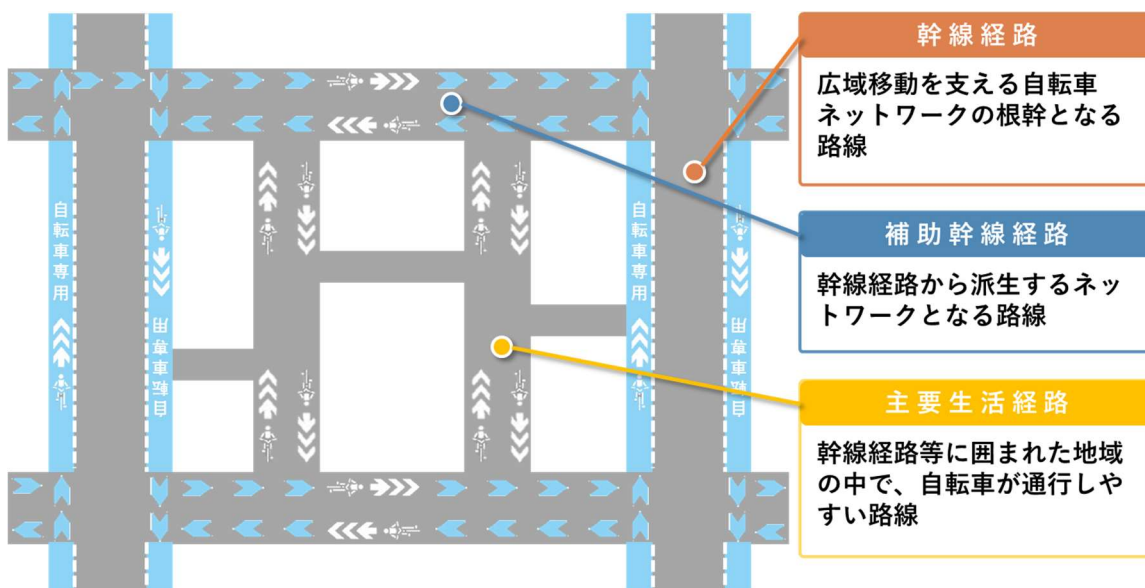 幹線経路
広域移動を支える自転車
ネットワークの根幹となる
路線
補助幹線経路
幹線経路から派生するネッ
トワークとなる路線
主要生活経路
幹線経路等に囲まれた地域
の中で、自転車が通行しや
すい路線
自転車専用
自転車専用
自転車専用
自転車専用